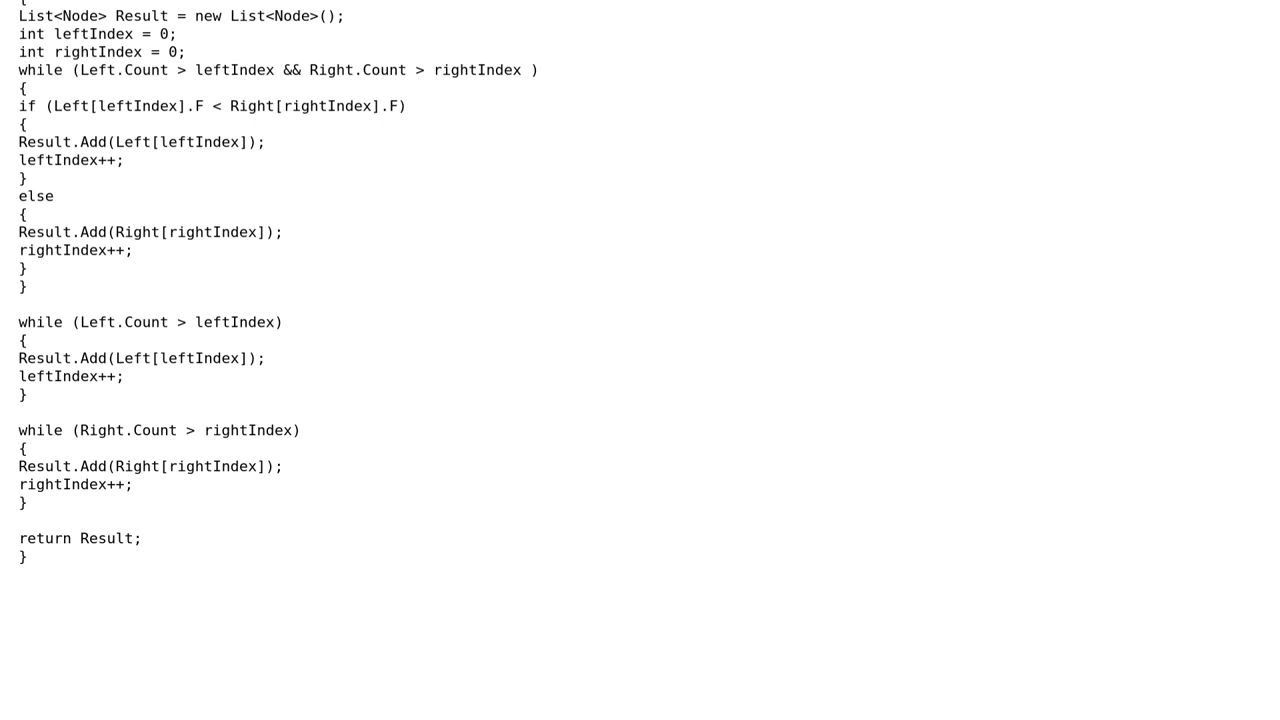 {
List<Node> Result = new List<Node>();
int leftIndex = 0;
int rightIndex = 0;
while (Left.Count > leftIndex && Right.Count > rightIndex )
{
if (Left[leftIndex].F < Right[rightIndex].F)
{
Result.Add(Left[leftIndex]);
leftIndex++;
}
else
{
Result.Add(Right[rightIndex]);
rightIndex++;
}
}

while (Left.Count > leftIndex)
{
Result.Add(Left[leftIndex]);
leftIndex++;
}

while (Right.Count > rightIndex)
{
Result.Add(Right[rightIndex]);
rightIndex++;
}

return Result;
}